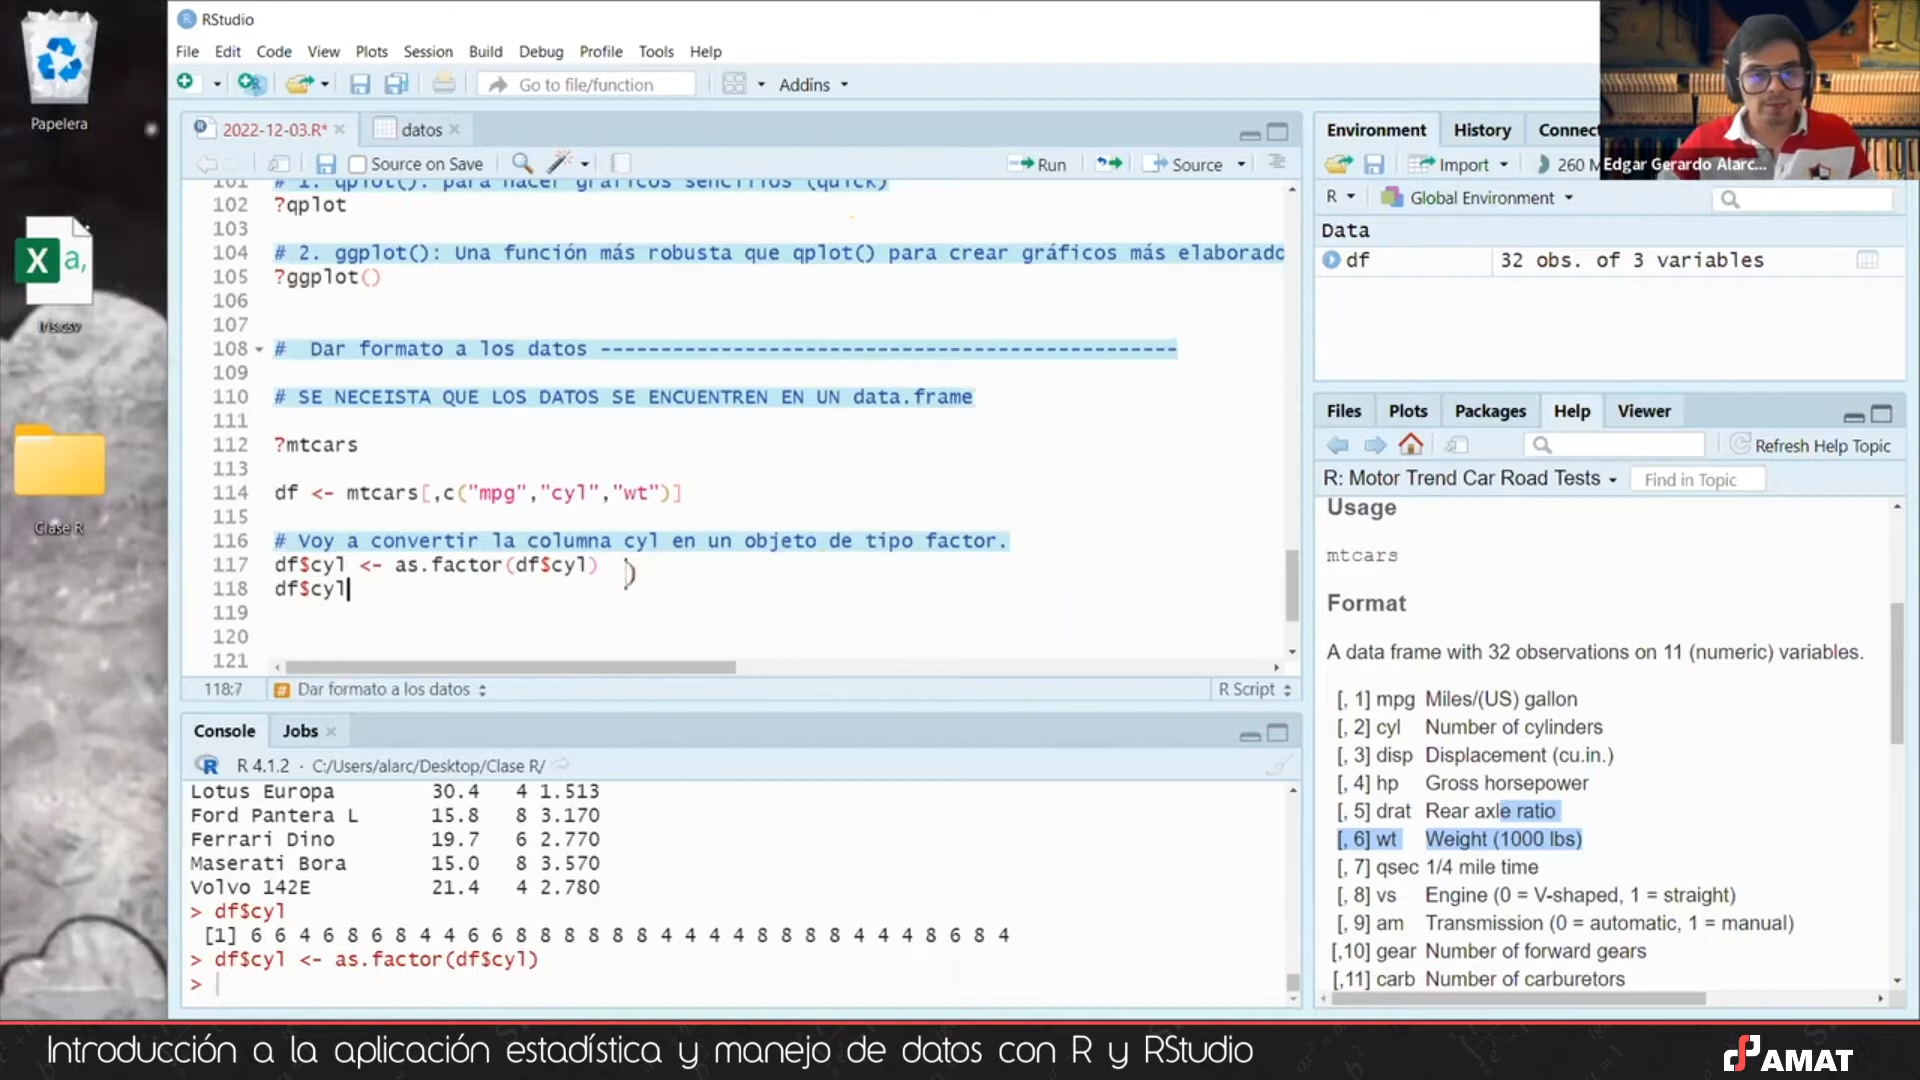 RStudio
File Edit Code View Plots Session Build Debug Profile Tools Help
Go to file/function
Addins
2022-12-03.R*
datos
Source on Save
Run
Source
101 # 1. qplot(): para hacer gráficos sencillos (quick)
102 ?qplot
103
104 # 2. ggplot(): Una función más robusta que qplot() para crear gráficos más elaborado
105 ?ggplot()
106
107
108 # Dar formato a los datos ------------------------------------------------
109
110 # SE NECEISTA QUE LOS DATOS SE ENCUENTREN EN UN data.frame
111
112 ?mtcars
113
114 df <- mtcars[,c("mpg","cyl","wt")]
115
116 # Voy a convertir la columna cyl en un objeto de tipo factor.
117 df$cyl <- as.factor(df$cyl)
118 df$cyl
119
120
121
118:7 # Dar formato a los datos
R Script
Console Jobs
R 4.1.2 · C:/Users/alarc/Desktop/Clase R/
Lotus Europa 30.4 4 1.513
Ford Pantera L 15.8 8 3.170
Ferrari Dino 19.7 6 2.770
Maserati Bora 15.0 8 3.570
Volvo 142E 21.4 4 2.780
> df$cyl
[1] 6 6 4 6 8 6 8 4 4 6 6 8 8 8 8 8 8 4 4 4 4 8 8 8 8 4 4 4 8 6 8 4
> df$cyl <- as.factor(df$cyl)
>
Environment History Connect
Import
260 M
Edgar Gerardo Alarc...
R
Global Environment
Data
df 32 obs. of 3 variables
Files Plots Packages Help Viewer
Refresh Help Topic
R: Motor Trend Car Road Tests
Find in Topic
Usage
mtcars
Format
A data frame with 32 observations on 11 (numeric) variables.
[, 1] mpg Miles/(US) gallon
[, 2] cyl Number of cylinders
[, 3] disp Displacement (cu.in.)
[, 4] hp Gross horsepower
[, 5] drat Rear axle ratio
[, 6] wt Weight (1000 lbs)
[, 7] qsec 1/4 mile time
[, 8] vs Engine (0 = V-shaped, 1 = straight)
[, 9] am Transmission (0 = automatic, 1 = manual)
[,10] gear Number of forward gears
[,11] carb Number of carburetors
Papelera
X a,
Iris.csv
Clase R
Introducción a la aplicación estadística y manejo de datos con R y RStudio
AMAT